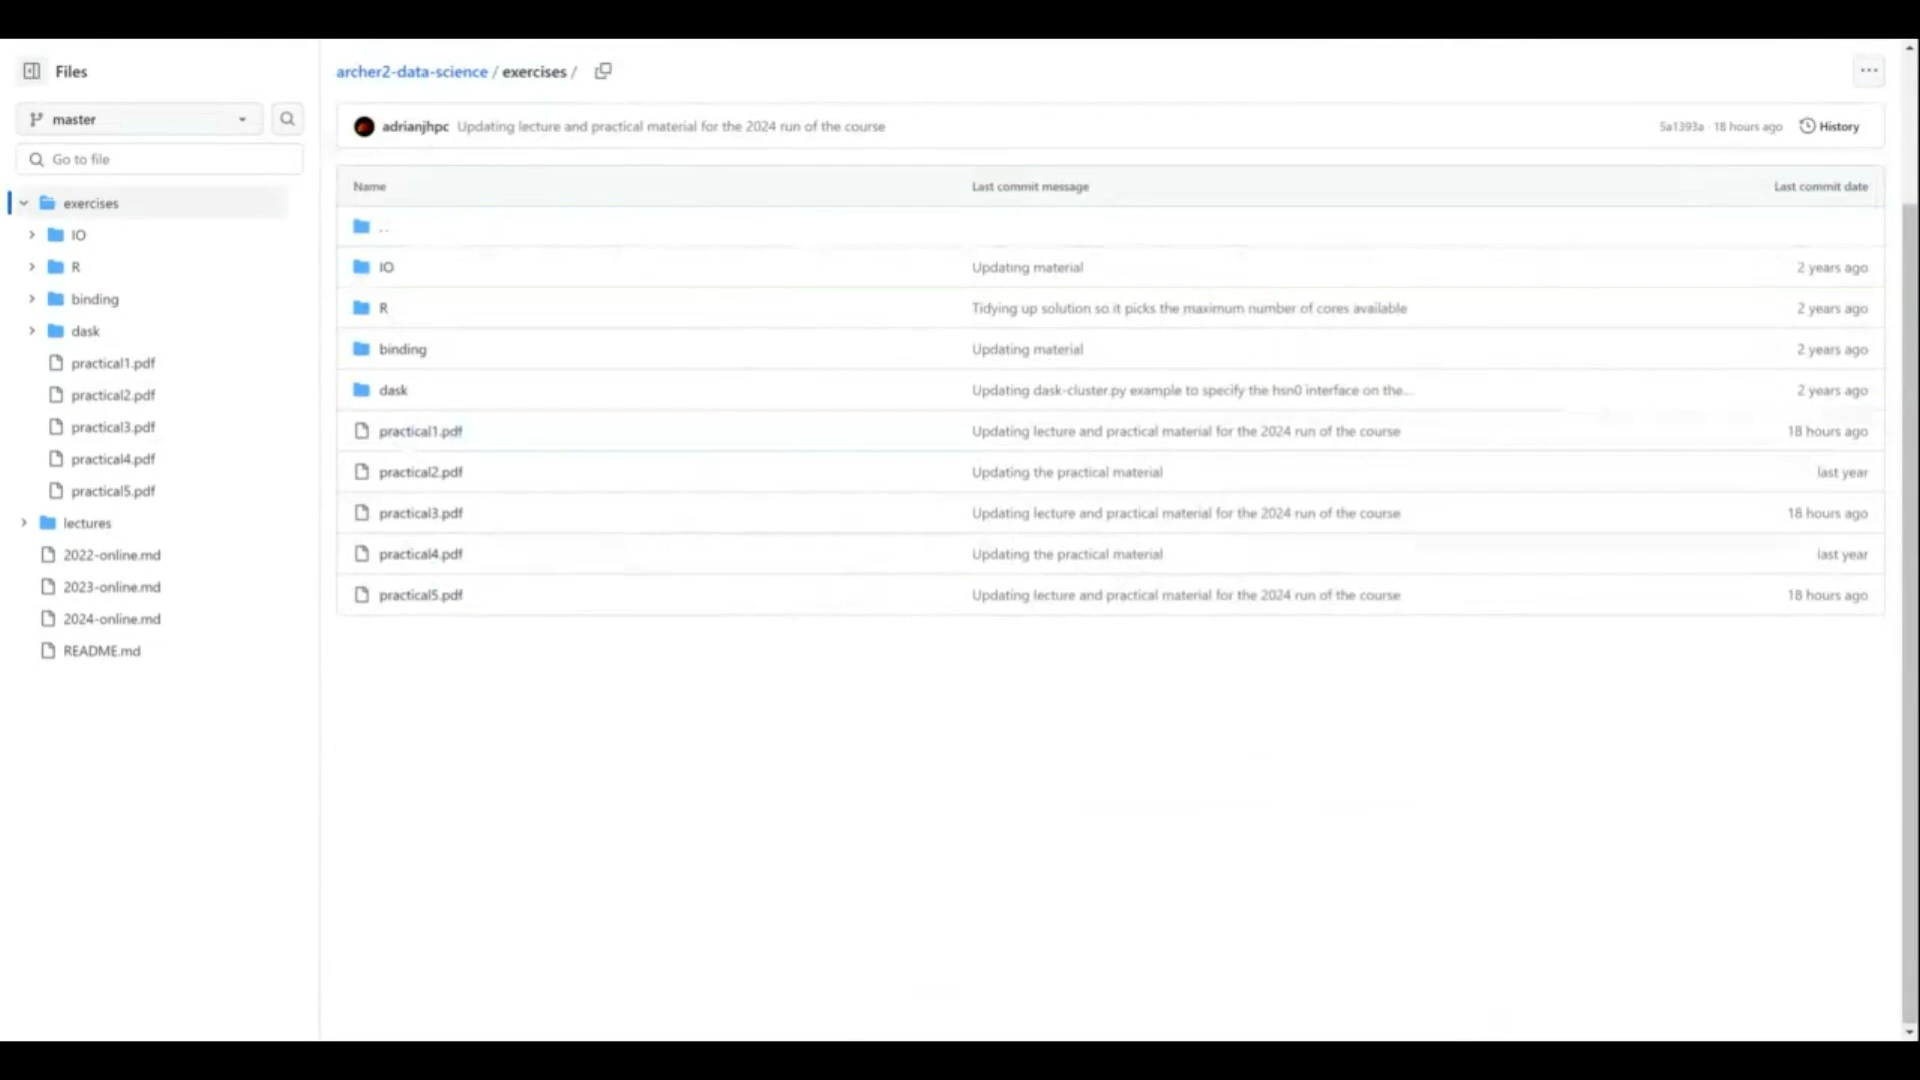 Files
master
Go to file
exercises
IO
R
binding
dask
practical1.pdf
practical2.pdf
practical3.pdf
practical4.pdf
practical5.pdf
lectures
2022-online.md
2023-online.md
2024-online.md
README.md
archer2-data-science / exercises /
adrianjhpc Updating lecture and practical material for the 2024 run of the course 5a1393a · 18 hours ago History
Name Last commit message Last commit date
..
IO Updating material 2 years ago
R Tidying up solution so it picks the maximum number of cores available 2 years ago
binding Updating material 2 years ago
dask Updating dask-cluster.py example to specify the hsn0 interface on the... 2 years ago
practical1.pdf Updating lecture and practical material for the 2024 run of the course 18 hours ago
practical2.pdf Updating the practical material last year
practical3.pdf Updating lecture and practical material for the 2024 run of the course 18 hours ago
practical4.pdf Updating the practical material last year
practical5.pdf Updating lecture and practical material for the 2024 run of the course 18 hours ago